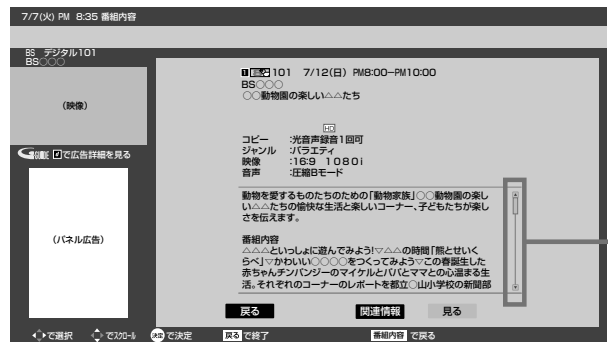 7/7(火) PM 8:35 番組内容
BS デジタル101
BS○○○
(映像)
で広告詳細を見る
(パネル広告)
101 7/12(日) PM8:00-PM10:00
BS○○○
○○動物園の楽しい△△たち
HD
コピー :光音声録音1回可
ジャンル :バラエティ
映像 :16:9 1080i
音声 :圧縮Bモード
動物を愛するものたちのための「動物家族」○○動物園の楽し
い△△たちの愉快な生活と楽しいコーナー、子どもたちが楽し
さを伝えます。
番組内容
△△△といっしょに遊んでみよう!▽△△の時間「熊とせいく
らべ」▽かわいい○○○○をつくってみよう▽この春誕生した
赤ちゃんチンパンジーのマイケルとパパとママとの心温まる生
活。それぞれのコーナーのレポートを都立○山小学校の新聞部
戻る 関連情報 見る
で選択 でスクロール 決定 で決定 戻る で終了 番組内容 で戻る